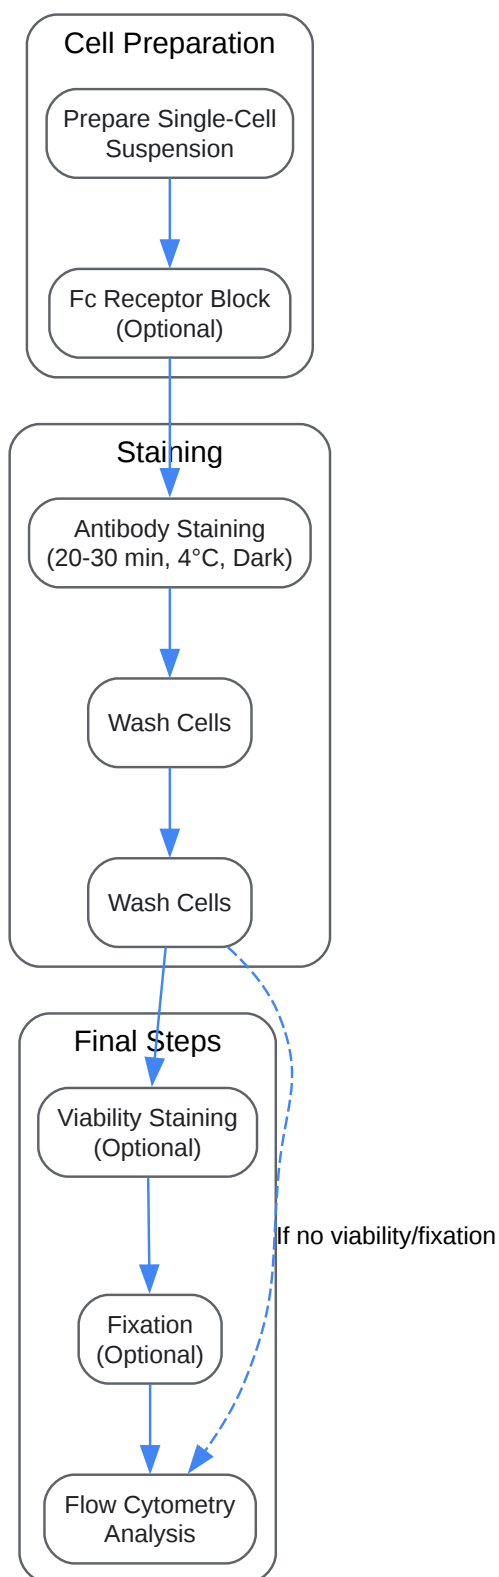 Cell Preparation
Prepare Single-Cell
Suspension
Fc Receptor Block
(Optional)
Staining
Antibody Staining
(20-30 min, 4°C, Dark)
Wash Cells
Wash Cells
Final Steps
Viability Staining
(Optional)
If no viability/fixation
Fixation
(Optional)
Flow Cytometry
Analysis